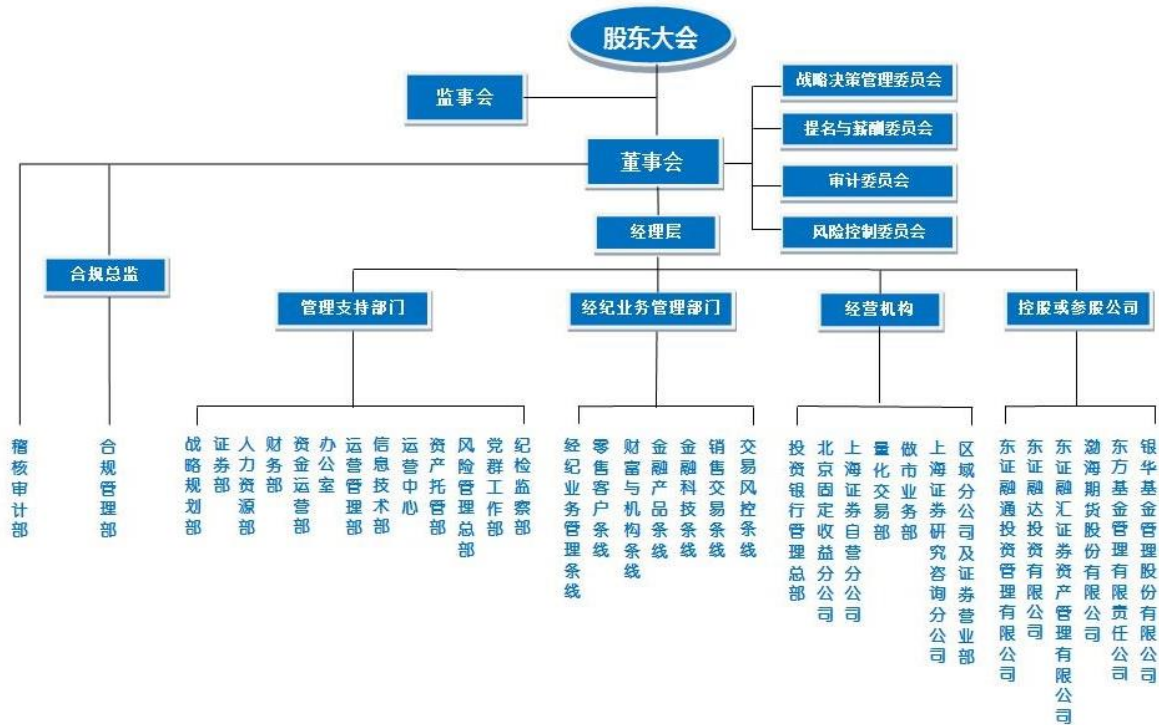 股东大会
监事会
战略决策管理委员会
提名与薪酬委员会
董事会
审计委员会
经理层
风险控制委员会
合规总监
管理支持部门
经纪业务管理部门
经营机构
控股或参股公司
稽核审计部
合规管理部
战略规划部
证券部
人力资源部
财务部
资金运营部
办公室
运营管理部
信息技术部
运营中心
资产托管部
风险管理总部
党群工作部
纪检监察部
经纪业务管理条线
零售客户条线
财富与机构条线
金融产品条线
金融科技条线
销售交易条线
交易风控条线
投资银行管理总部
北京固定收益分公司
上海证券自营分公司
量化交易部
做市业务部
上海证券研究咨询分公司
区域分公司及证券营业部
东证融通投资管理有限公司
东证融达投资有限公司
东证融汇证券资产管理有限公司
渤海期货股份有限公司
东方基金管理有限责任公司
银华基金管理股份有限公司